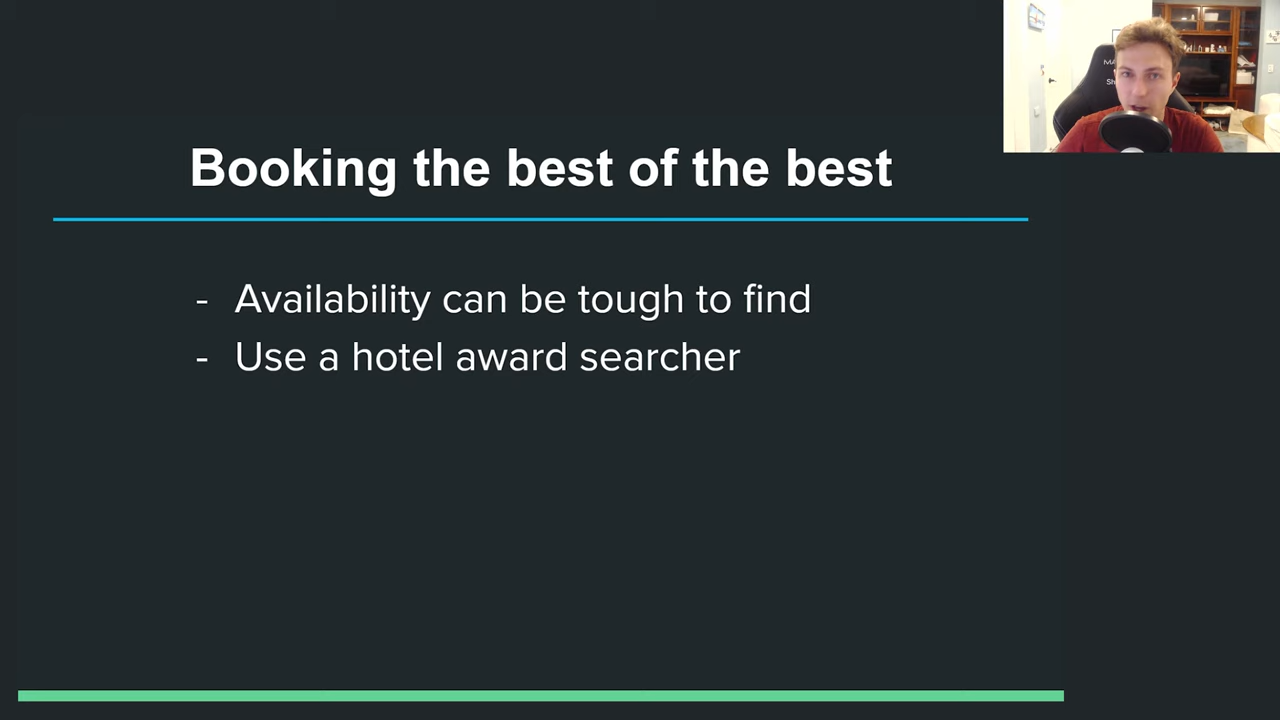 Booking the best of the best
- Availability can be tough to find
- Use a hotel award searcher